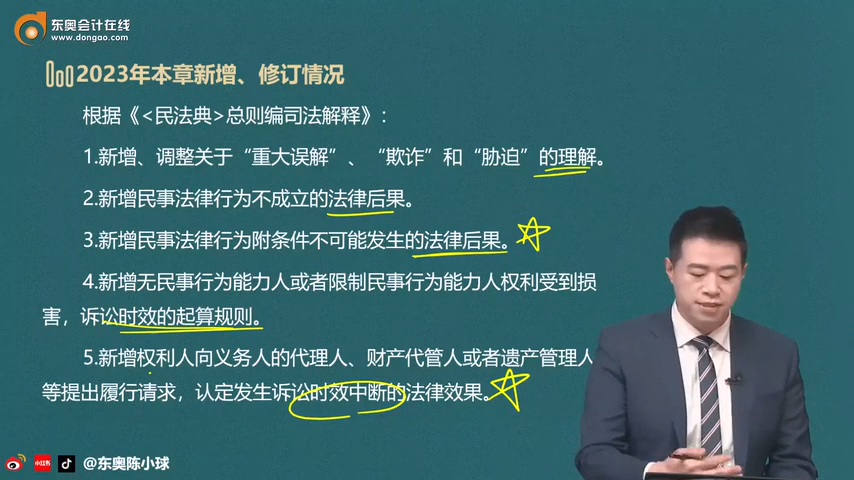 东奥会计在线
www.dongao.com
2023年本章新增、修订情况
根据《<民法典>总则编司法解释》：
1.新增、调整关于“重大误解”、“欺诈”和“胁迫”的理解。
2.新增民事法律行为不成立的法律后果。
3.新增民事法律行为附条件不可能发生的法律后果。
4.新增无民事行为能力人或者限制民事行为能力人权利受到损
害，诉讼时效的起算规则。
5.新增权利人向义务人的代理人、财产代管人或者遗产管理人
等提出履行请求，认定发生诉讼时效中断的法律效果。
小红书 @东奥陈小球